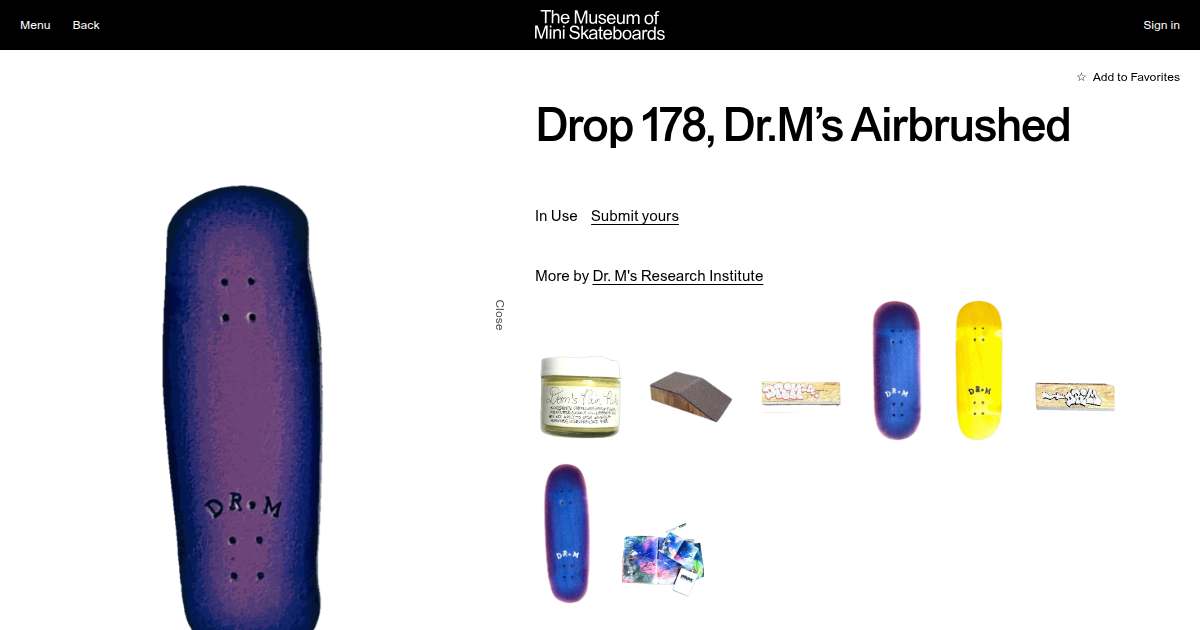 Menu
Back
The Museum of
Mini Skateboards
Sign in
☆ Add to Favorites
Drop 178, Dr.M’s Airbrushed
In Use Submit yours
More by Dr. M's Research Institute
Close
DR•M
DR•M
DR•M
DR•M